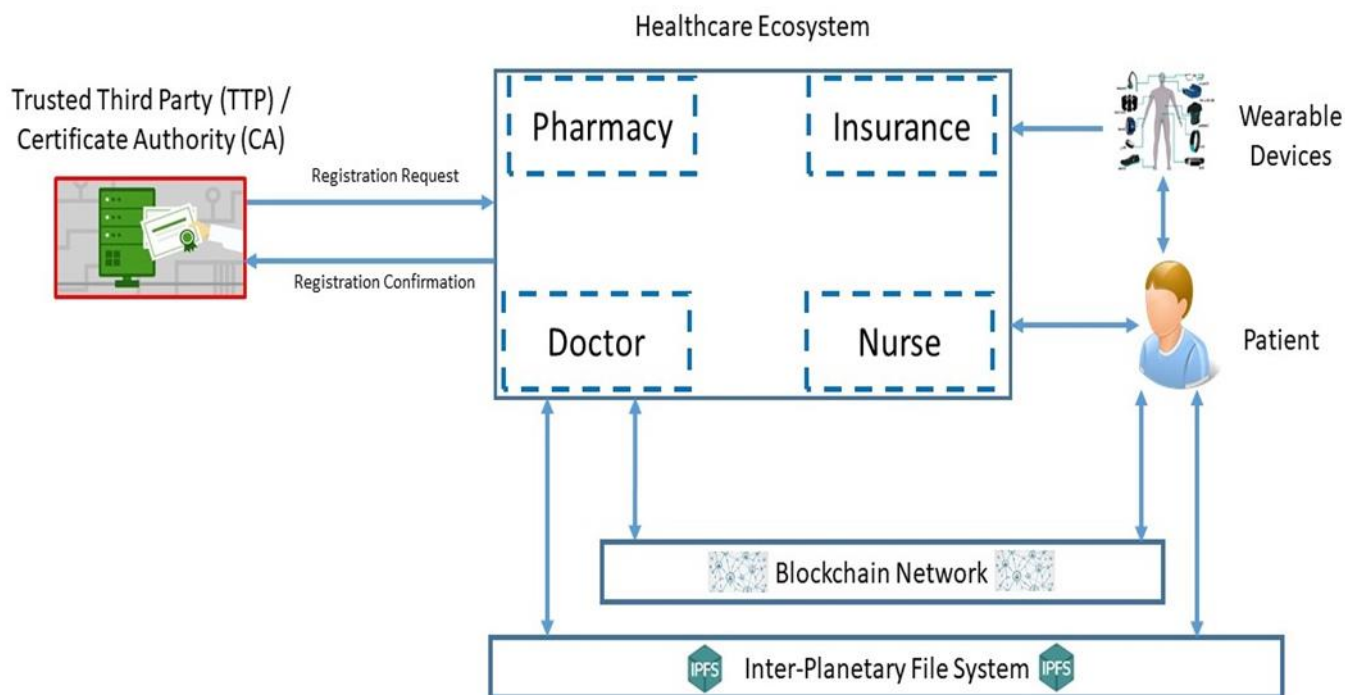 Healthcare Ecosystem
Trusted Third Party (TTP) /
Certificate Authority (CA)
Pharmacy
Insurance
Wearable
Devices
Registration Request
Registration Confirmation
Doctor
Nurse
Patient
Blockchain Network
IPFS Inter-Planetary File System IPFS